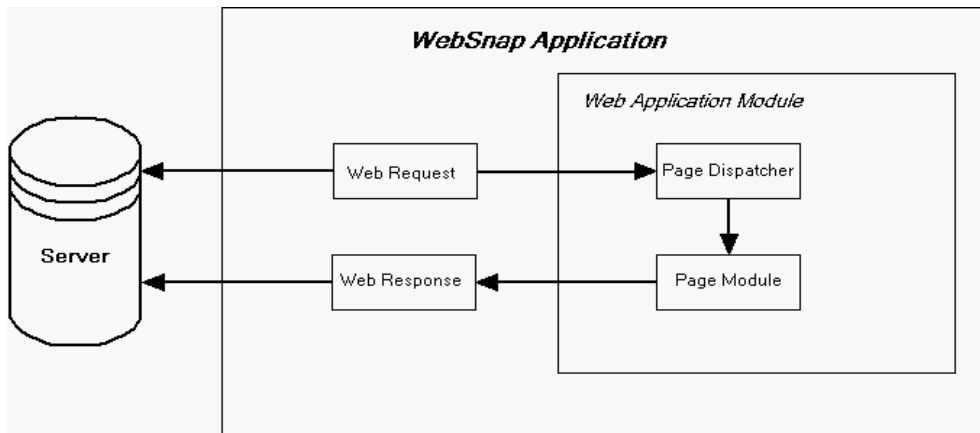 WebSnap Application
Web Application Module
Web Request
Page Dispatcher
Server
Web Response
Page Module